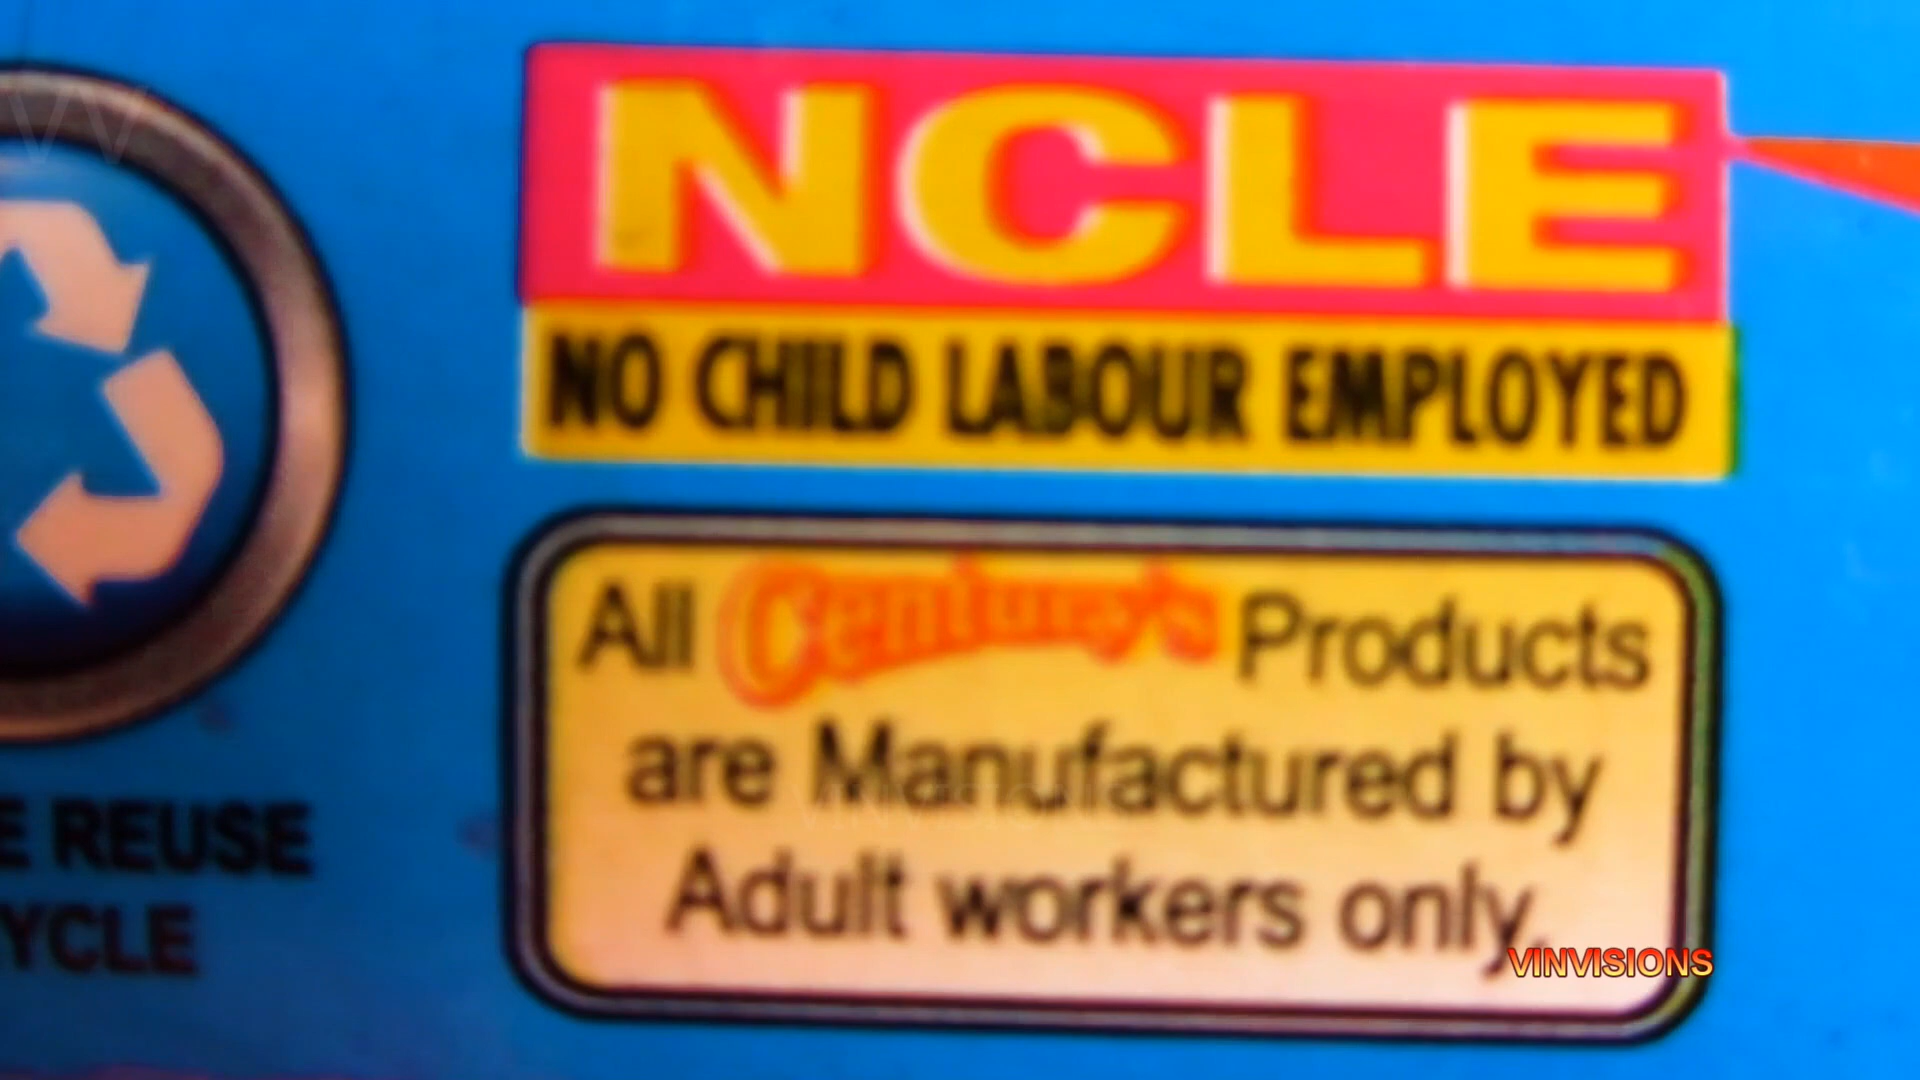 NCLE
NO CHILD LABOUR EMPLOYED
All Century's Products
are Manufactured by
Adult workers only.
E REUSE
YCLE
VINVISIONS